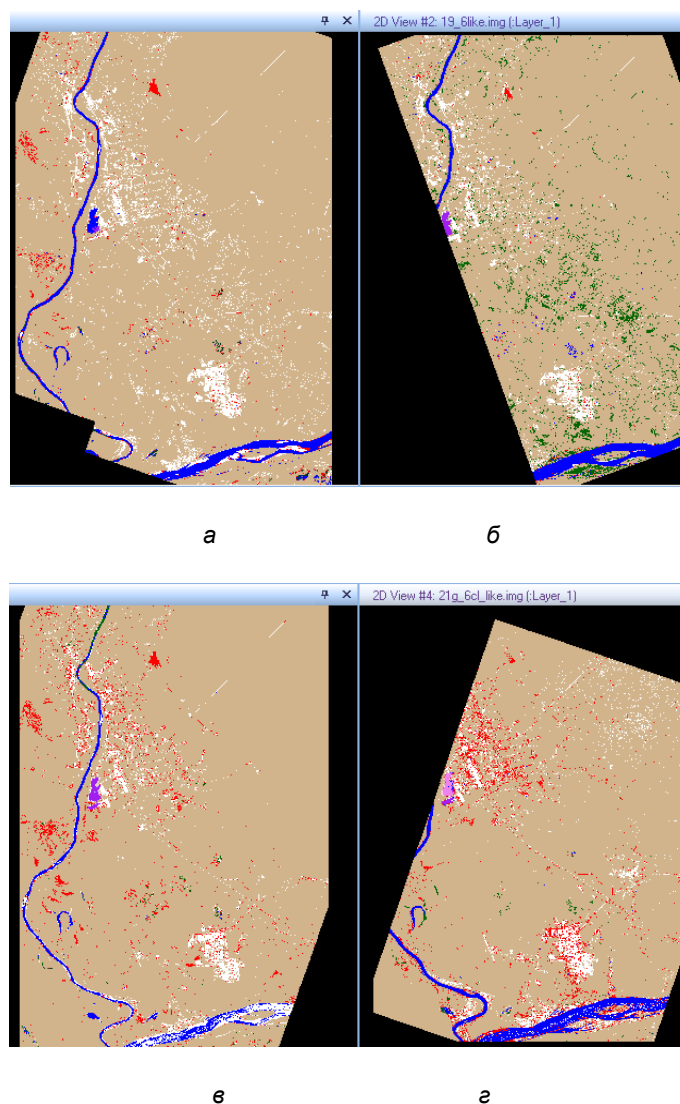 2D View #2: 19_6like.img (:Layer_1)
а
б
2D View #4: 21g_6cl_like.img (:Layer_1)
в
г